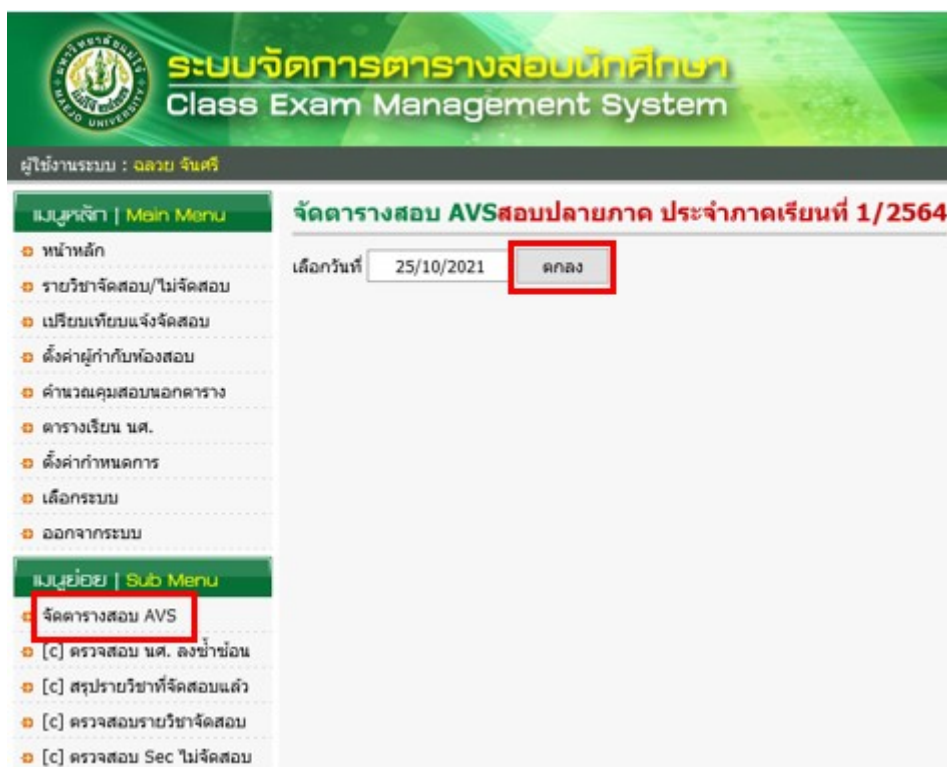 ระบบจัดการตารางสอบนักศึกษา
Class Exam Management System
มหาวิทยาลัยแม่โจ้
MAEJO UNIVERSITY
ผู้ใช้งานระบบ : ฉลวย จันศรี
เมนูหลัก | Main Menu
หน้าหลัก
รายวิชาจัดสอบ/ไม่จัดสอบ
เปรียบเทียบแจ้งจัดสอบ
ตั้งค่าผู้กำกับห้องสอบ
คำนวณคุมสอบนอกตาราง
ตารางเรียน นศ.
ตั้งค่ากำหนดการ
เลือกระบบ
ออกจากระบบ
เมนูย่อย | Sub Menu
จัดตารางสอบ AVS
[c] ตรวจสอบ นศ. ลงซ้ำซ้อน
[c] สรุปรายวิชาที่จัดสอบแล้ว
[c] ตรวจสอบรายวิชาจัดสอบ
[c] ตรวจสอบ Sec ไม่จัดสอบ
จัดตารางสอบ AVSสอบปลายภาค ประจำภาคเรียนที่ 1/2564
เลือกวันที่ 25/10/2021 ตกลง